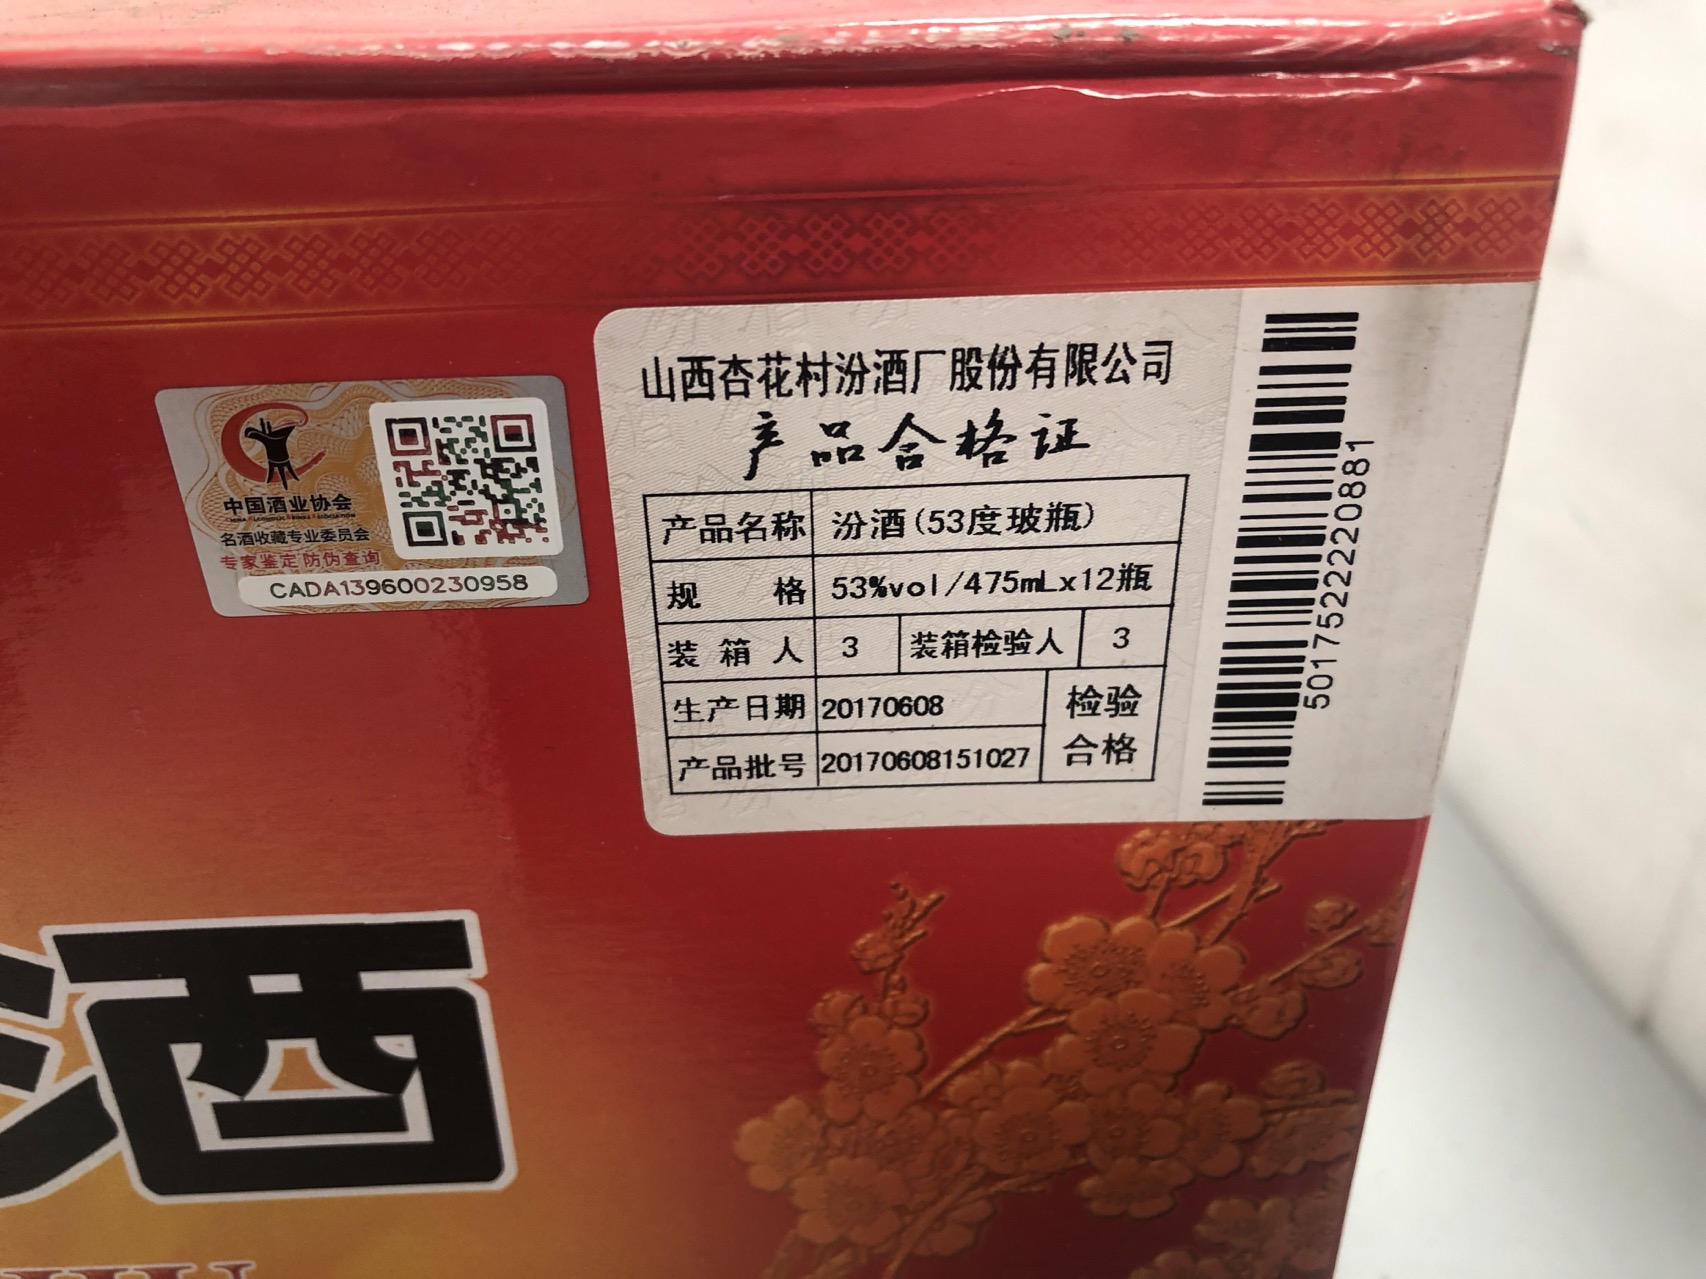 中国酒业协会
CHINA ALCOHOLIC DRINKS ASSOCIATION
名酒收藏专业委员会
专家鉴定 防伪查询
CADA139600230958
山西杏花村汾酒厂股份有限公司
产品合格证
产品名称 汾酒(53度玻瓶)
规 格 53%vol/475mLx12瓶
装 箱 人 3 装箱检验人 3
生产日期 20170608 检验
产品批号 20170608151027 合格
5017522220881
酒